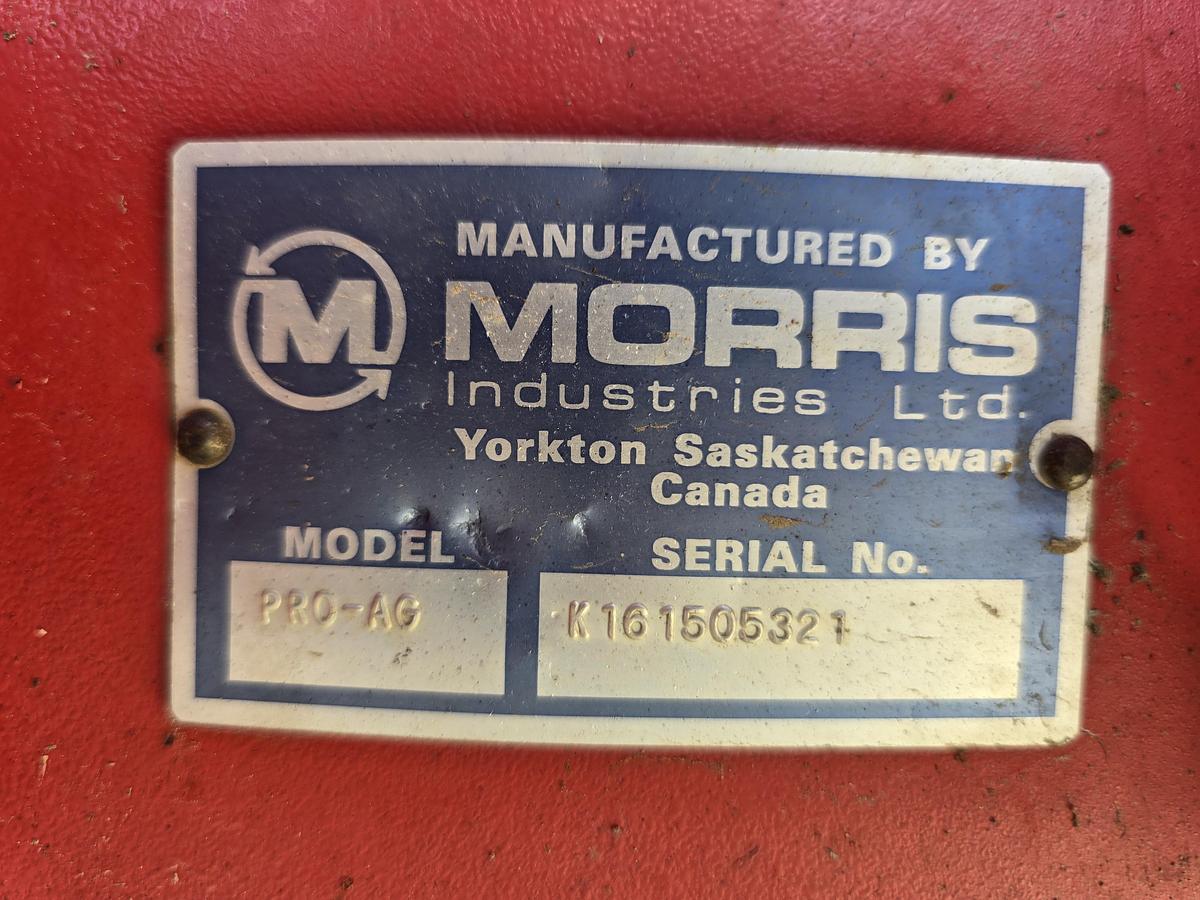 MANUFACTURED BY
M
MORRIS
Industries Ltd.
Yorkton Saskatchewan
Canada
MODEL SERIAL No.
PRO-AG K161505321